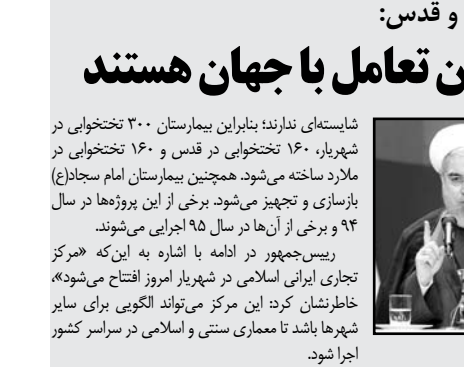 و قدس:
ن تعامل با جهان هستند
شایسته‌ای ندارند؛ بنابراین بیمارستان ۳۰۰ تختخوابی در
شهریار، ۱۶۰ تختخوابی در قدس و ۱۶۰ تختخوابی در
ملارد ساخته می‌شود. همچنین بیمارستان امام سجاد(ع)
بازسازی و تجهیز می‌شود. برخی از این پروژه‌ها در سال
۹۴ و برخی از آن‌ها در سال ۹۵ اجرایی می‌شوند.
رییس‌جمهور در ادامه با اشاره به این‌که «مرکز
تجاری ایرانی اسلامی در شهریار امروز افتتاح می‌شود»،
خاطرنشان کرد: این مرکز می‌تواند الگویی برای سایر
شهرها باشد تا معماری سنتی و اسلامی در سراسر کشور
اجرا شود.